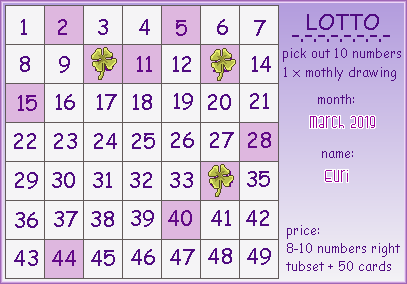 1 2 3 4 5 6 7
8 9 11 12 14
15 16 17 18 19 20 21
22 23 24 25 26 27 28
29 30 31 32 33 35
36 37 38 39 40 41 42
43 44 45 46 47 48 49
LOTTO
pick out 10 numbers
1 x mothly drawing
month:
March 2019
name:
Euri
price:
8-10 numbers right
tubset + 50 cards